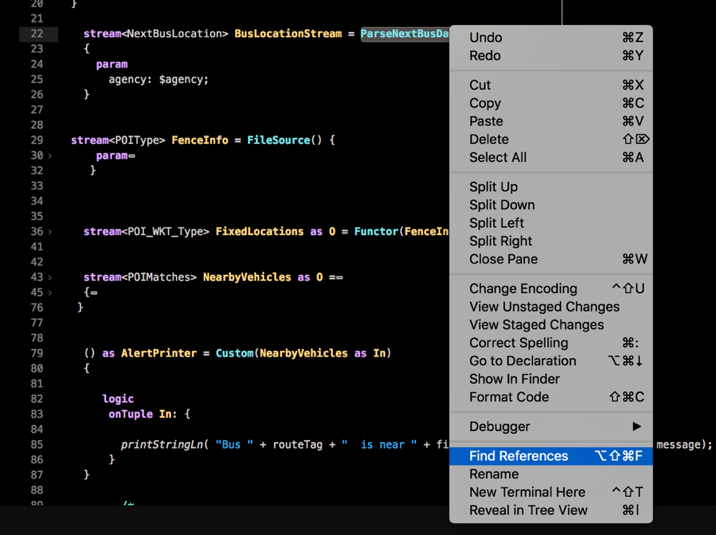 20 }
21
22 stream<NextBusLocation> BusLocationStream = ParseNextBusDa
23 {
24 param
25 agency: $agency;
26 }
27
28
29 stream<POIType> FenceInfo = FileSource() {
30 param
32 }
33
34
35
36 stream<POI_WKT_Type> FixedLocations as O = Functor(FenceIn
41
42
43 stream<POIMatches> NearbyVehicles as O =
45 {
76 }
77
78
79 () as AlertPrinter = Custom(NearbyVehicles as In)
80 {
81
82 logic
83 onTuple In: {
84
85 printStringLn( "Bus " + routeTag + " is near " + fi message);
86 }
87 }
88
89 /*
Undo ⌘Z
Redo ⌘Y
Cut ⌘X
Copy ⌘C
Paste ⌘V
Delete ⇧⌦
Select All ⌘A
Split Up
Split Down
Split Left
Split Right
Close Pane ⌘W
Change Encoding ^⇧U
View Unstaged Changes
View Staged Changes
Correct Spelling ⌘:
Go to Declaration ⌥⌘↓
Show In Finder
Format Code ⇧⌘C
Debugger ▶
Find References ⌥⇧⌘F
Rename
New Terminal Here ^⇧T
Reveal in Tree View ⌘|